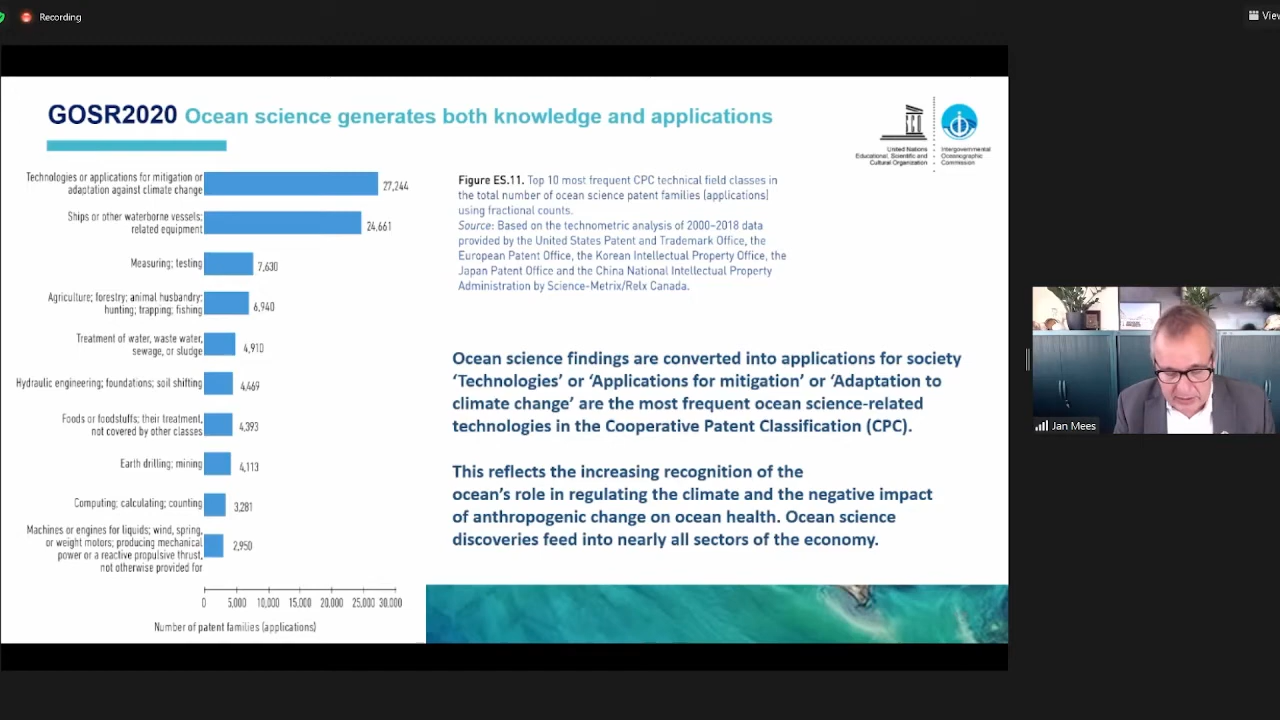 Recording
View
GOSR2020 Ocean science generates both knowledge and applications
United Nations
Educational, Scientific and
Cultural Organization
Intergovernmental
Oceanographic
Commission
Technologies or applications for mitigation or
adaptation against climate change
27,244
Ships or other waterborne vessels;
related equipment
24,661
Measuring; testing
7,630
Agriculture; forestry; animal husbandry;
hunting; trapping; fishing
6,940
Treatment of water, waste water,
sewage, or sludge
4,910
Hydraulic engineering; foundations; soil shifting
4,469
Foods or foodstuffs; their treatment,
not covered by other classes
4,393
Earth drilling; mining
4,113
Computing; calculating; counting
3,281
Machines or engines for liquids; wind, spring,
or weight motors; producing mechanical
power or a reactive propulsive thrust,
not otherwise provided for
2,950
0 5,000 10,000 15,000 20,000 25,000 30,000
Number of patent families (applications)
Figure ES.11. Top 10 most frequent CPC technical field classes in
the total number of ocean science patent families (applications)
using fractional counts.
Source: Based on the technometric analysis of 2000–2018 data
provided by the United States Patent and Trademark Office, the
European Patent Office, the Korean Intellectual Property Office, the
Japan Patent Office and the China National Intellectual Property
Administration by Science-Metrix/Relx Canada.
Ocean science findings are converted into applications for society
‘Technologies’ or ‘Applications for mitigation’ or ‘Adaptation to
climate change’ are the most frequent ocean science-related
technologies in the Cooperative Patent Classification (CPC).
This reflects the increasing recognition of the
ocean’s role in regulating the climate and the negative impact
of anthropogenic change on ocean health. Ocean science
discoveries feed into nearly all sectors of the economy.
Jan Mees